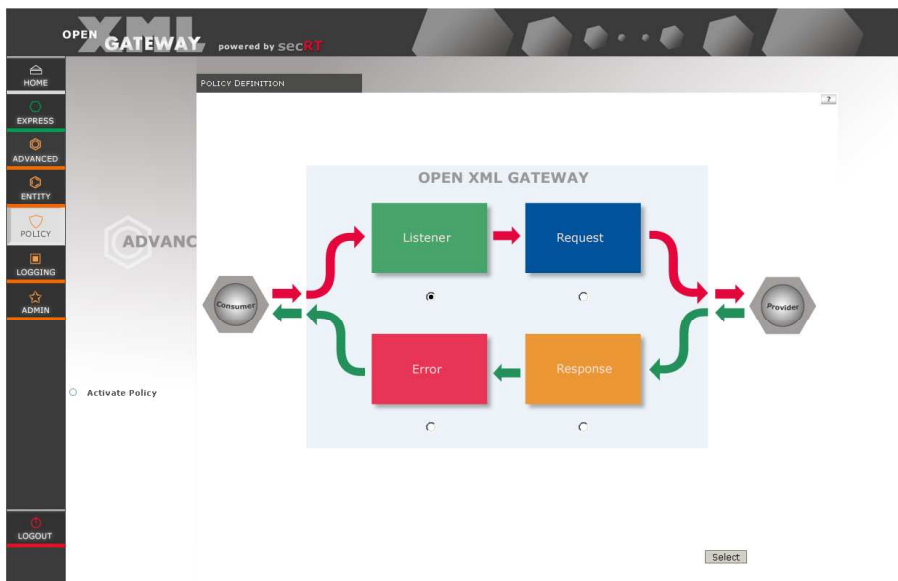 OPEN XML GATEWAY powered by secRT
HOME
EXPRESS
ADVANCED
ENTITY
POLICY
LOGGING
ADMIN
LOGOUT
ADVANC
Activate Policy
POLICY DEFINITION
?
OPEN XML GATEWAY
Listener
Request
Consumer
Provider
Error
Response
Select